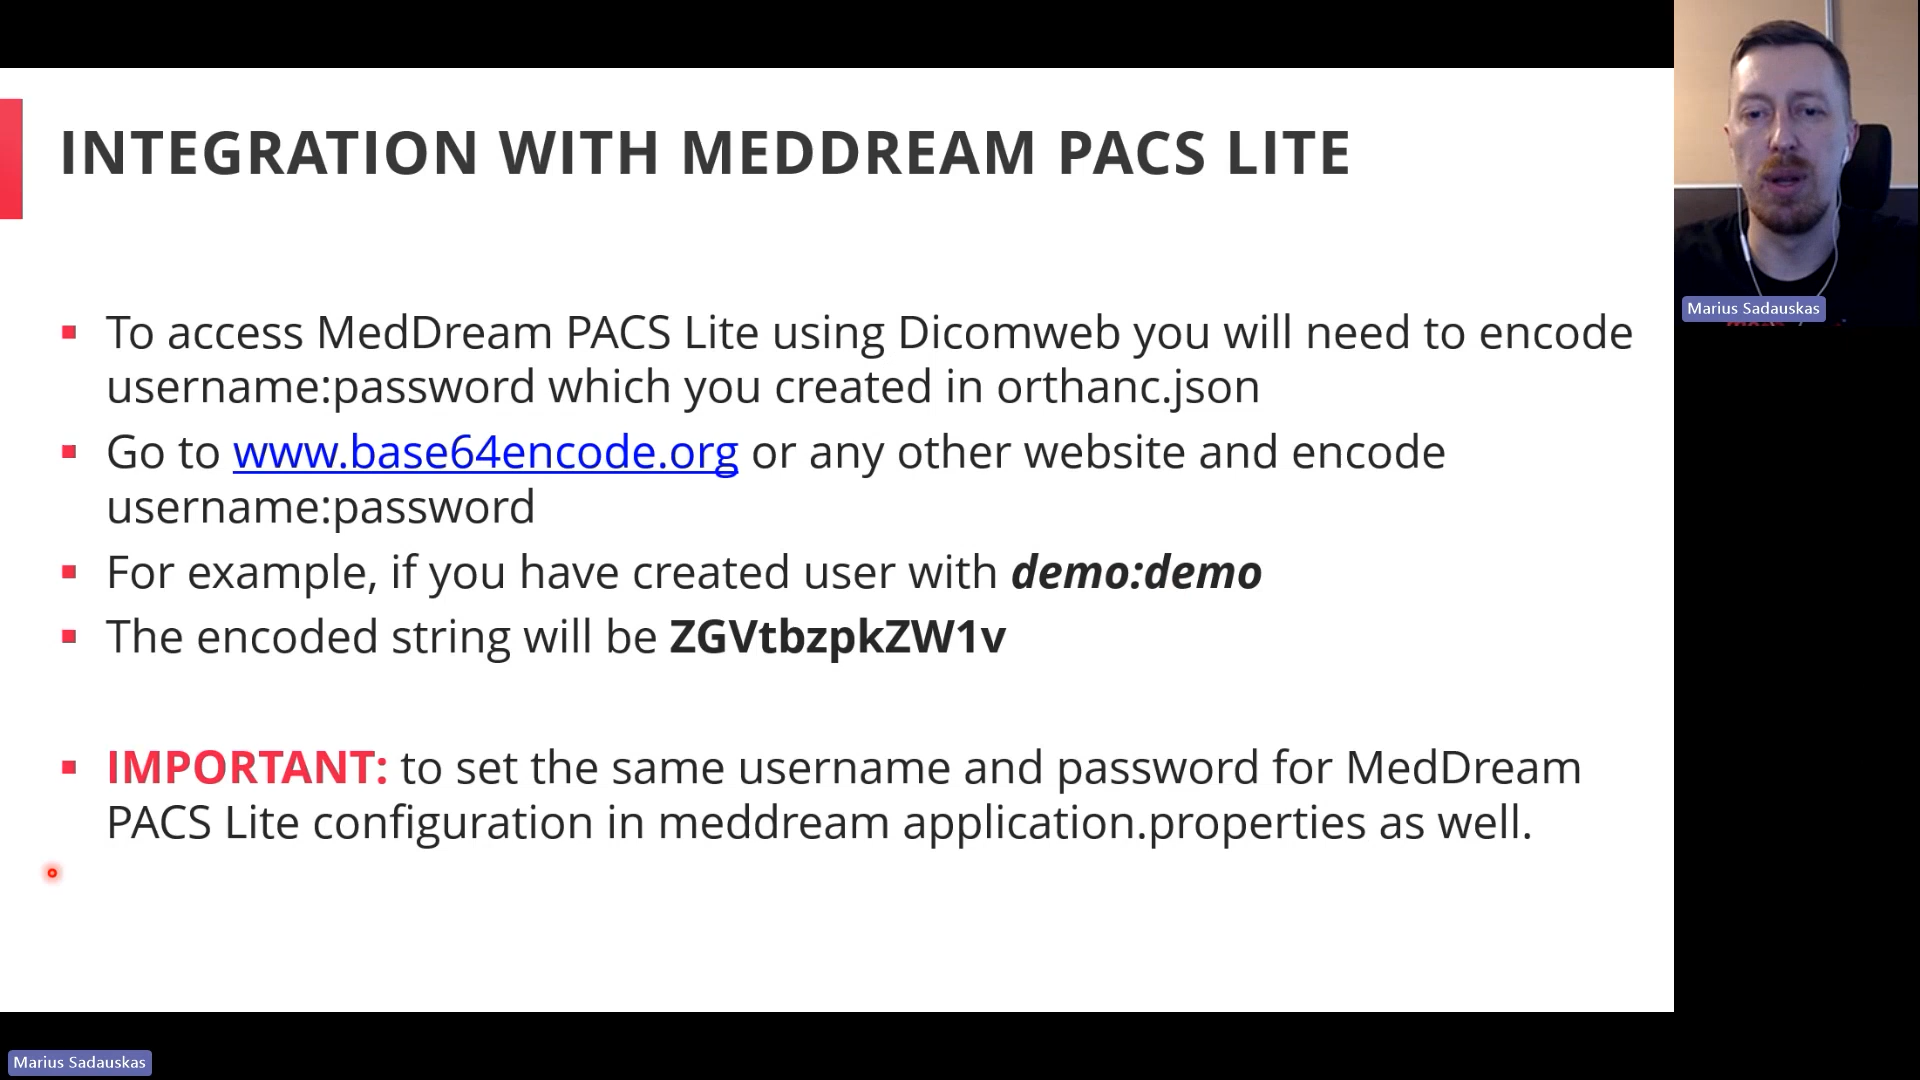 INTEGRATION WITH MEDDREAM PACS LITE
To access MedDream PACS Lite using Dicomweb you will need to encode
username:password which you created in orthanc.json
Go to www.base64encode.org or any other website and encode
username:password
For example, if you have created user with demo:demo
The encoded string will be ZGVtbzpkZW1v
IMPORTANT: to set the same username and password for MedDream
PACS Lite configuration in meddream application.properties as well.
Marius Sadauskas
Marius Sadauskas